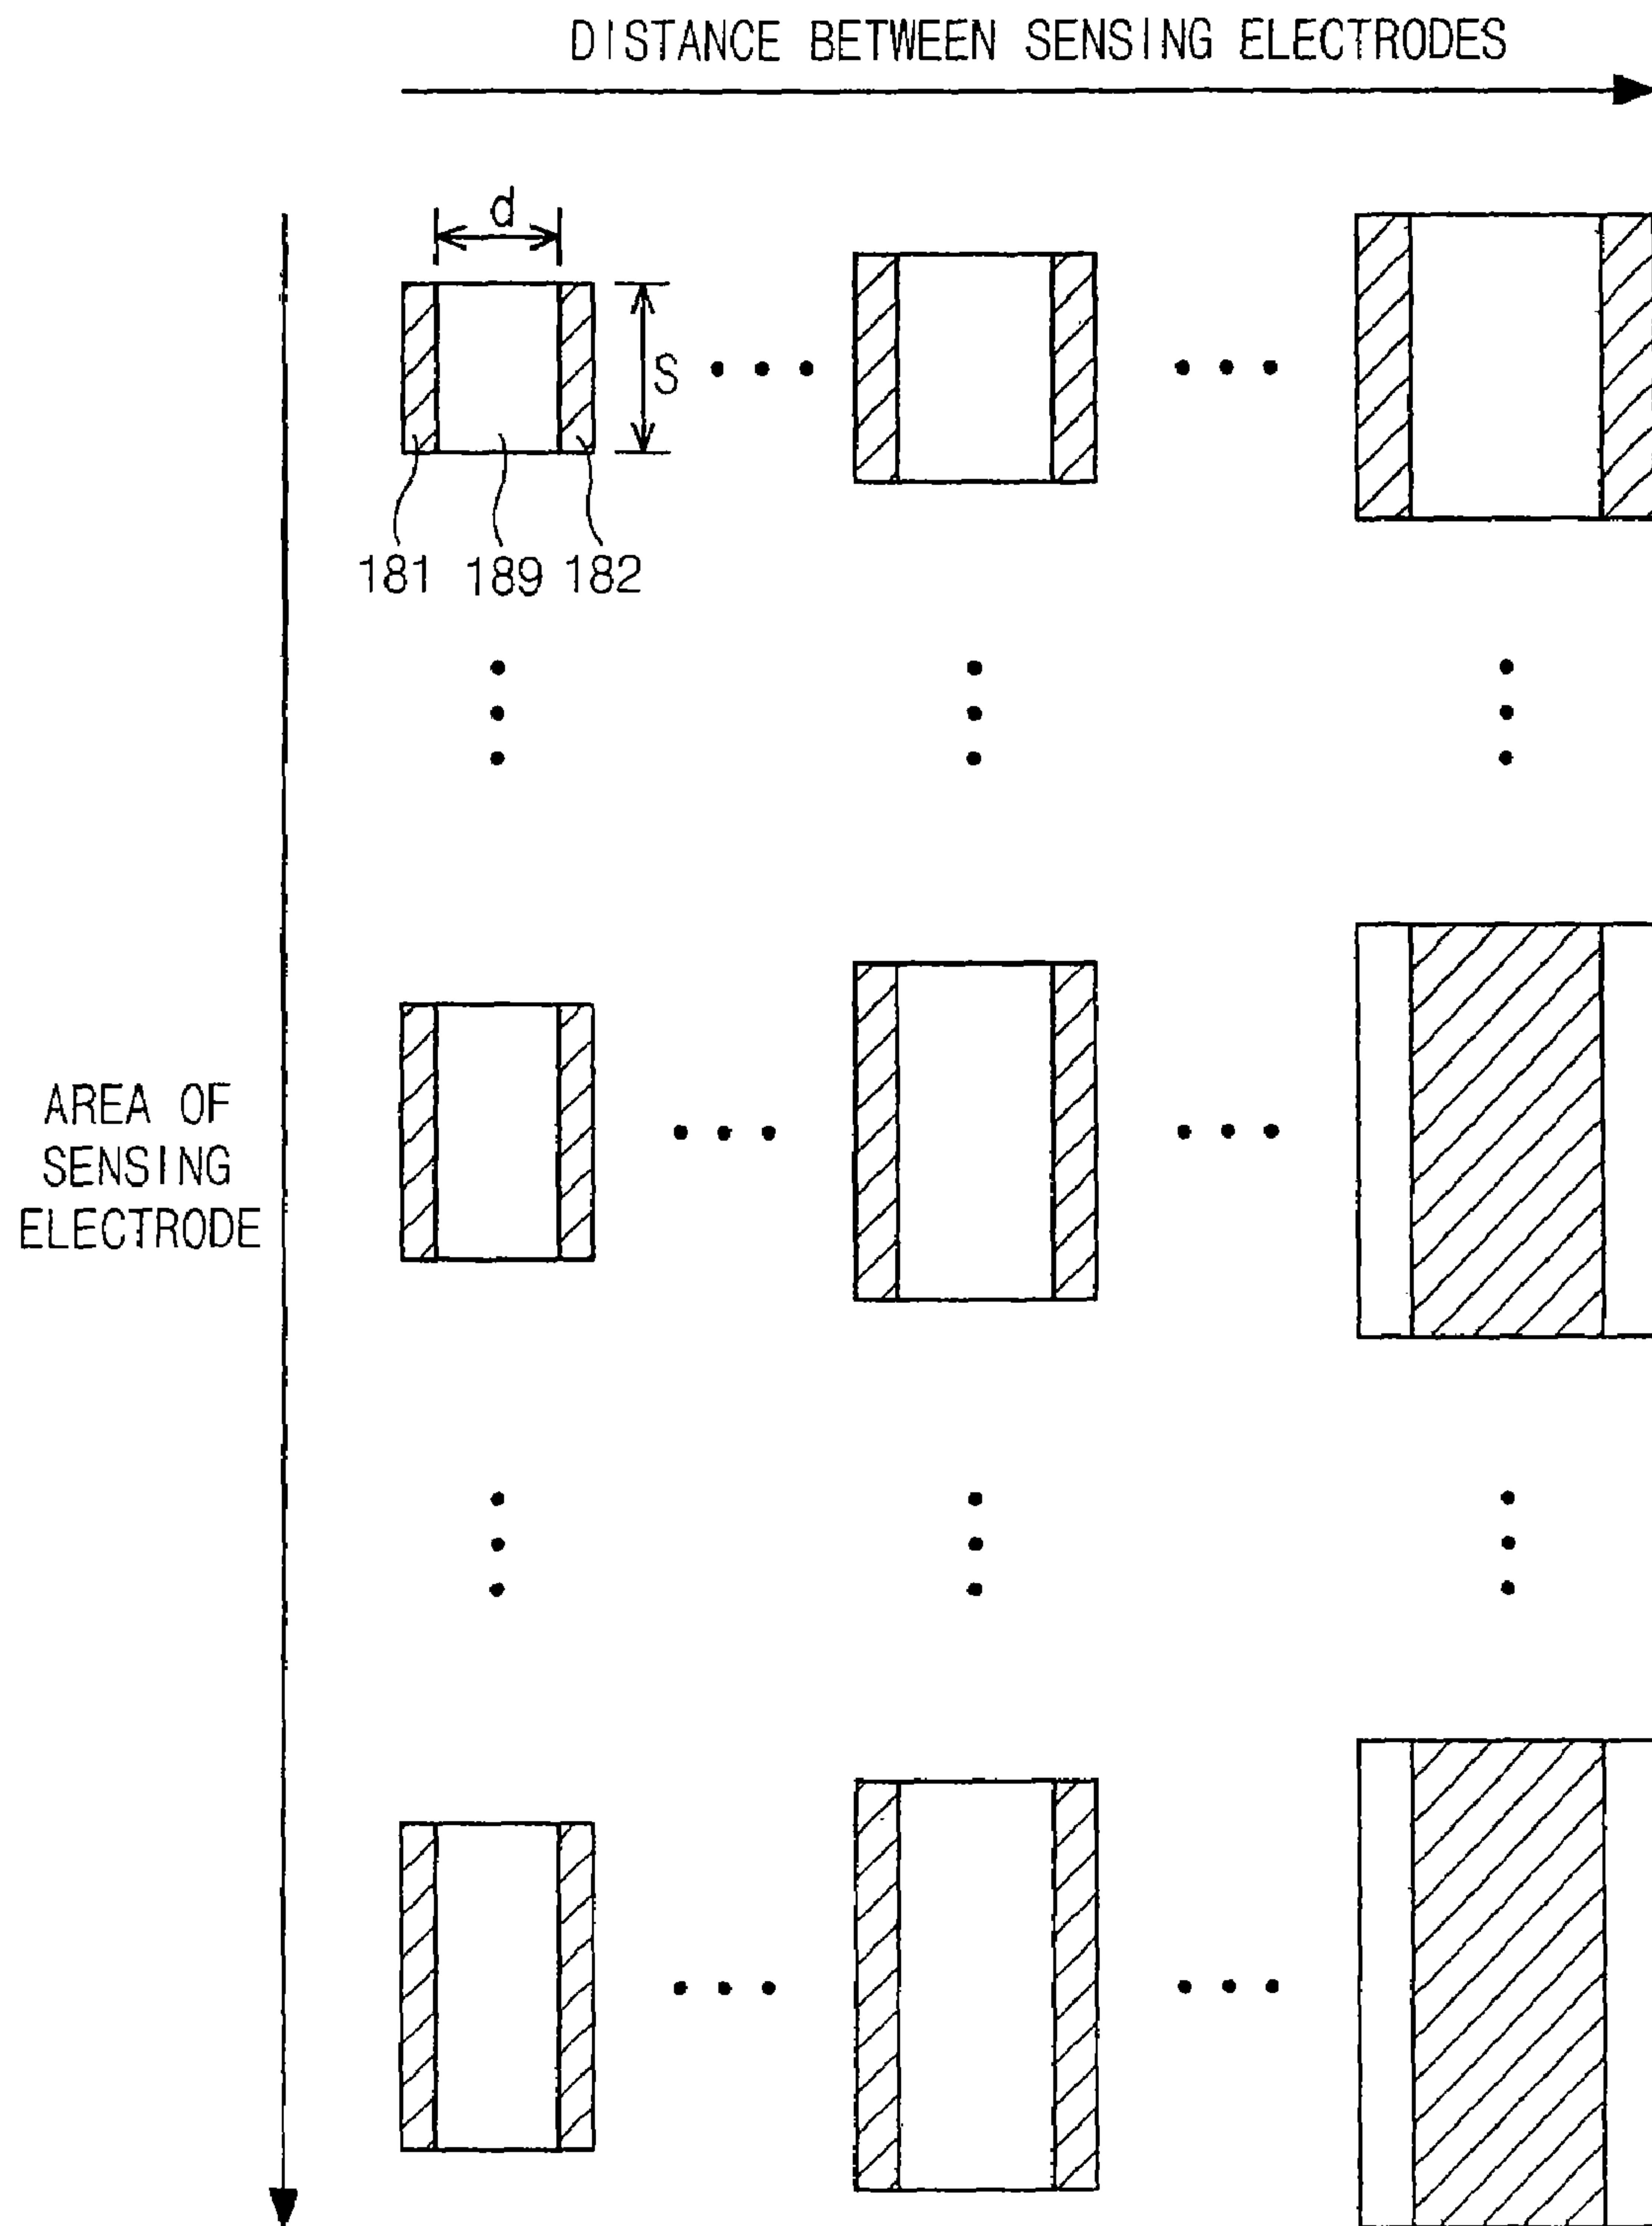 DISTANCE BETWEEN SENSING ELECTRODES
d
S
181 189 182
AREA OF
SENSING
ELECTRODE